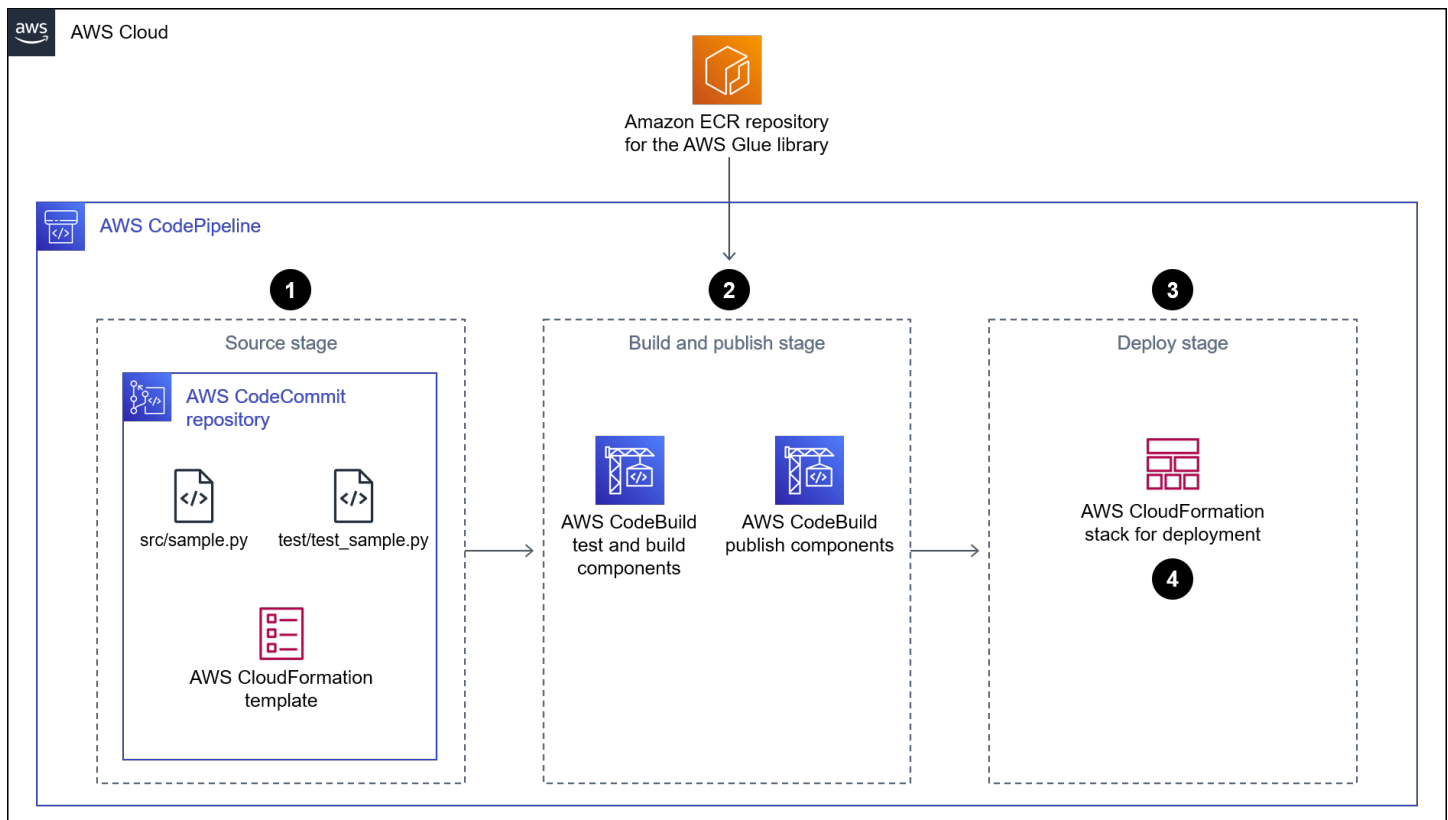 aws
AWS Cloud
Amazon ECR repository
for the AWS Glue library
AWS CodePipeline
1
2
3
Source stage
Build and publish stage
Deploy stage
AWS CodeCommit
repository
src/sample.py
test/test_sample.py
AWS CloudFormation
template
AWS CodeBuild
test and build
components
AWS CodeBuild
publish components
AWS CloudFormation
stack for deployment
4